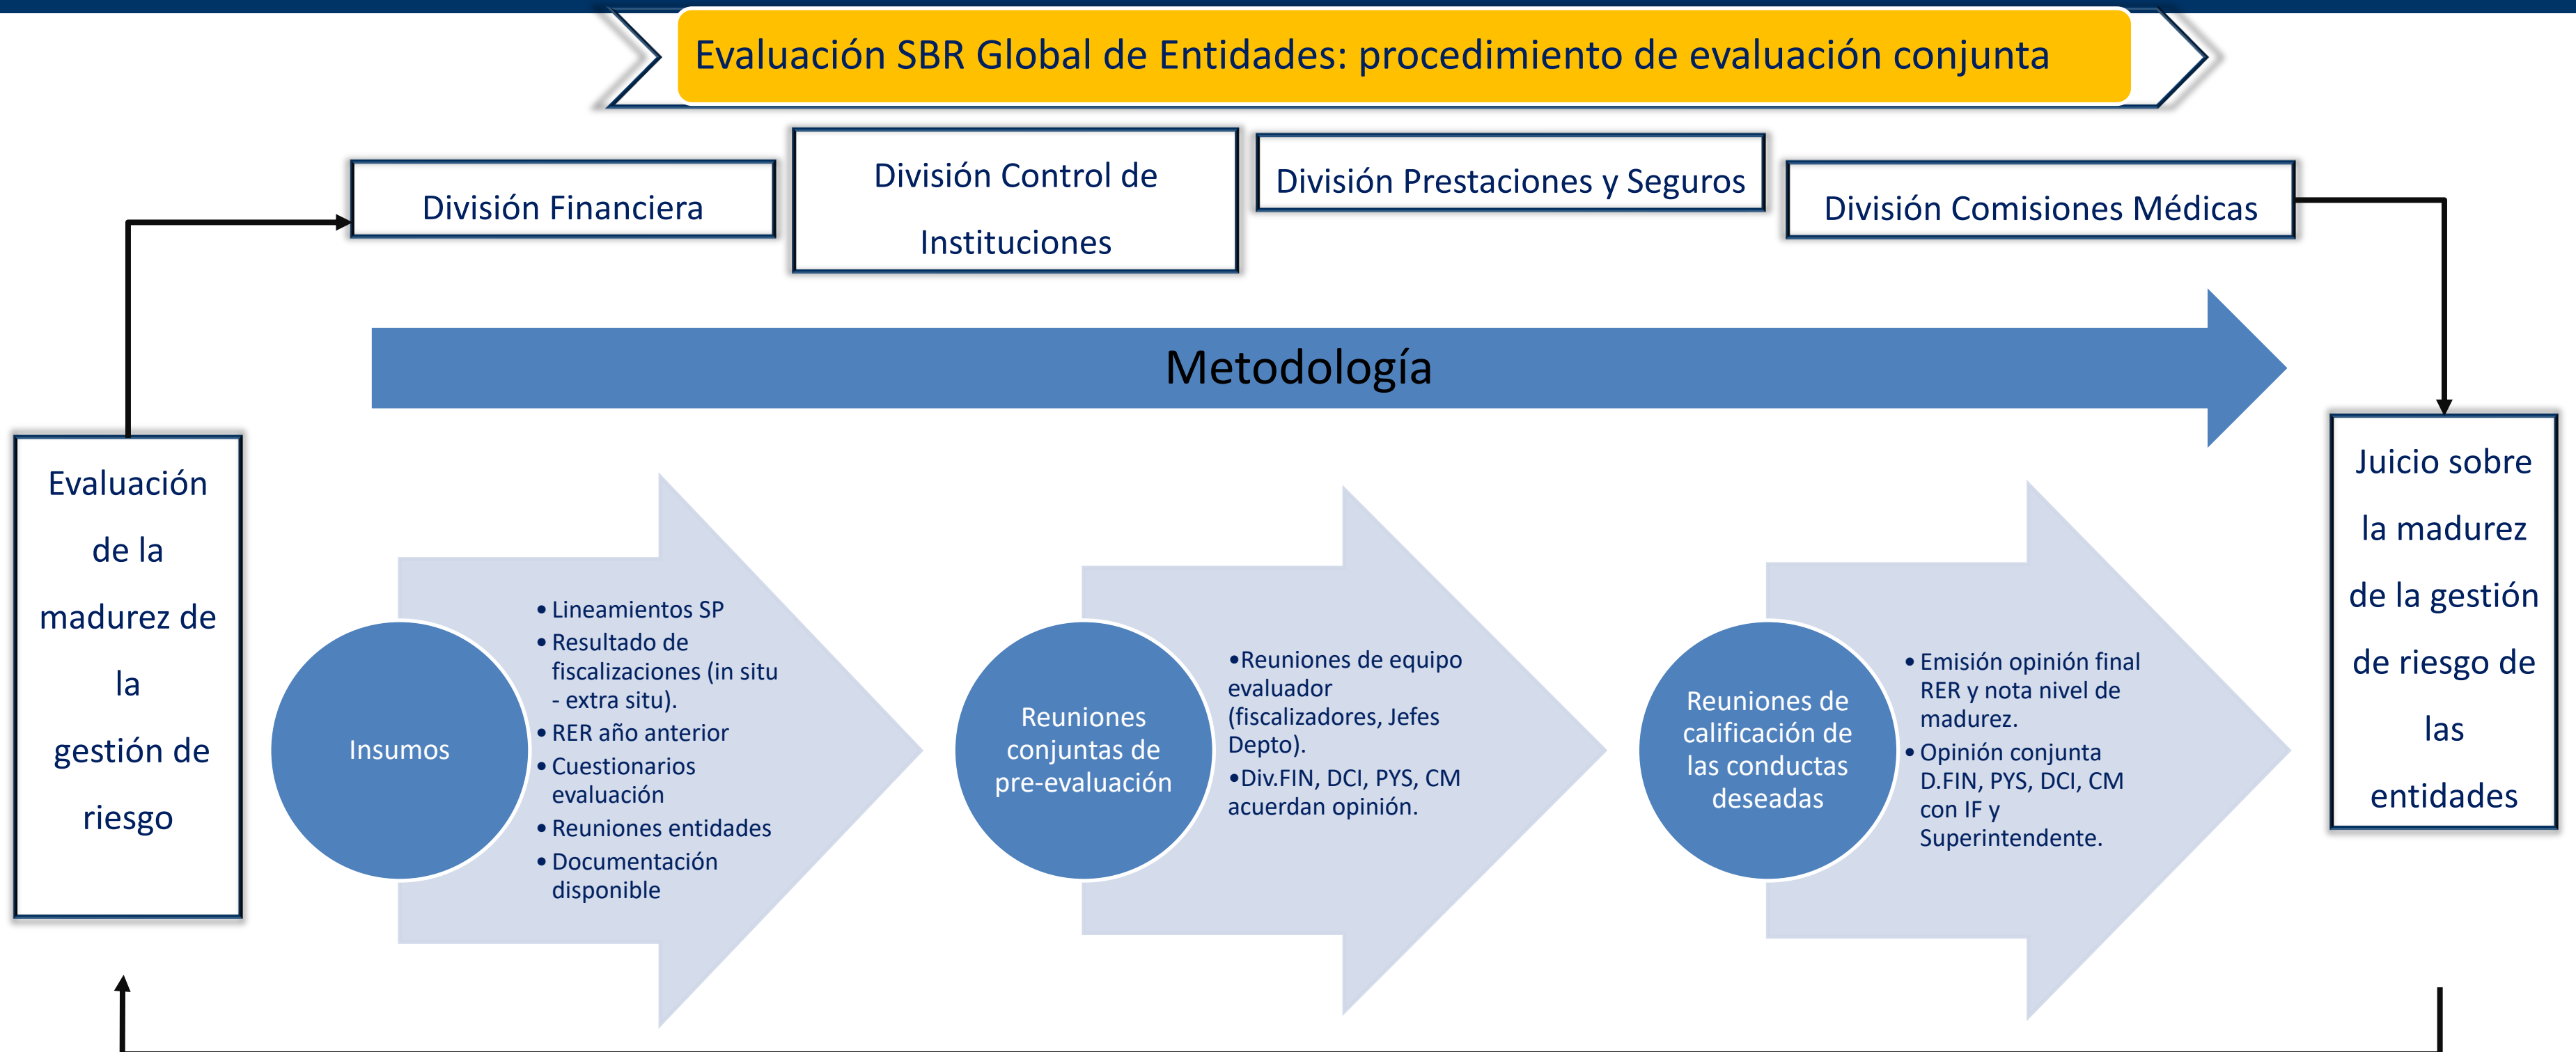 Evaluación SBR Global de Entidades: procedimiento de evaluación conjunta
División Financiera
División Control de
Instituciones
División Prestaciones y Seguros
División Comisiones Médicas
Metodología
Evaluación
de la
madurez de
la
gestión de
riesgo
Insumos
• Lineamientos SP
• Resultado de
fiscalizaciones (in situ
- extra situ).
• RER año anterior
• Cuestionarios
evaluación
• Reuniones entidades
• Documentación
disponible
Reuniones
conjuntas de
pre-evaluación
•Reuniones de equipo
evaluador
(fiscalizadores, Jefes
Depto).
•Div.FIN, DCI, PYS, CM
acuerdan opinión.
Reuniones de
calificación de
las conductas
deseadas
• Emisión opinión final
RER y nota nivel de
madurez.
• Opinión conjunta
D.FIN, PYS, DCI, CM
con IF y
Superintendente.
Juicio sobre
la madurez
de la gestión
de riesgo de
las
entidades